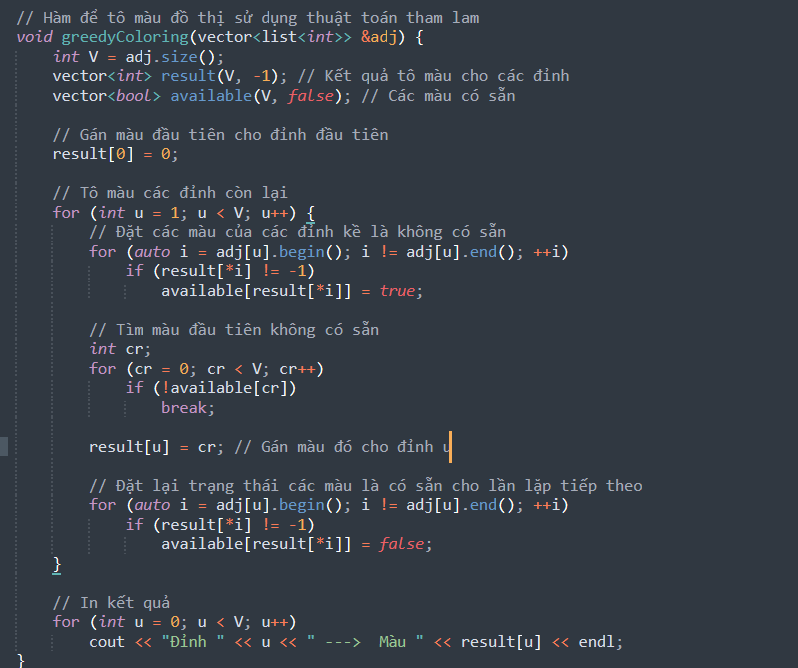 // Hàm để tô màu đồ thị sử dụng thuật toán tham lam
void greedyColoring(vector<list<int>> &adj) {
    int V = adj.size();
    vector<int> result(V, -1); // Kết quả tô màu cho các đỉnh
    vector<bool> available(V, false); // Các màu có sẵn

    // Gán màu đầu tiên cho đỉnh đầu tiên
    result[0] = 0;

    // Tô màu các đỉnh còn lại
    for (int u = 1; u < V; u++) {
        // Đặt các màu của các đỉnh kề là không có sẵn
        for (auto i = adj[u].begin(); i != adj[u].end(); ++i)
            if (result[*i] != -1)
                available[result[*i]] = true;

        // Tìm màu đầu tiên không có sẵn
        int cr;
        for (cr = 0; cr < V; cr++)
            if (!available[cr])
                break;

        result[u] = cr; // Gán màu đó cho đỉnh u

        // Đặt lại trạng thái các màu là có sẵn cho lần lặp tiếp theo
        for (auto i = adj[u].begin(); i != adj[u].end(); ++i)
            if (result[*i] != -1)
                available[result[*i]] = false;
    }

    // In kết quả
    for (int u = 0; u < V; u++)
        cout << "Đỉnh " << u << " --->  Màu " << result[u] << endl;
}